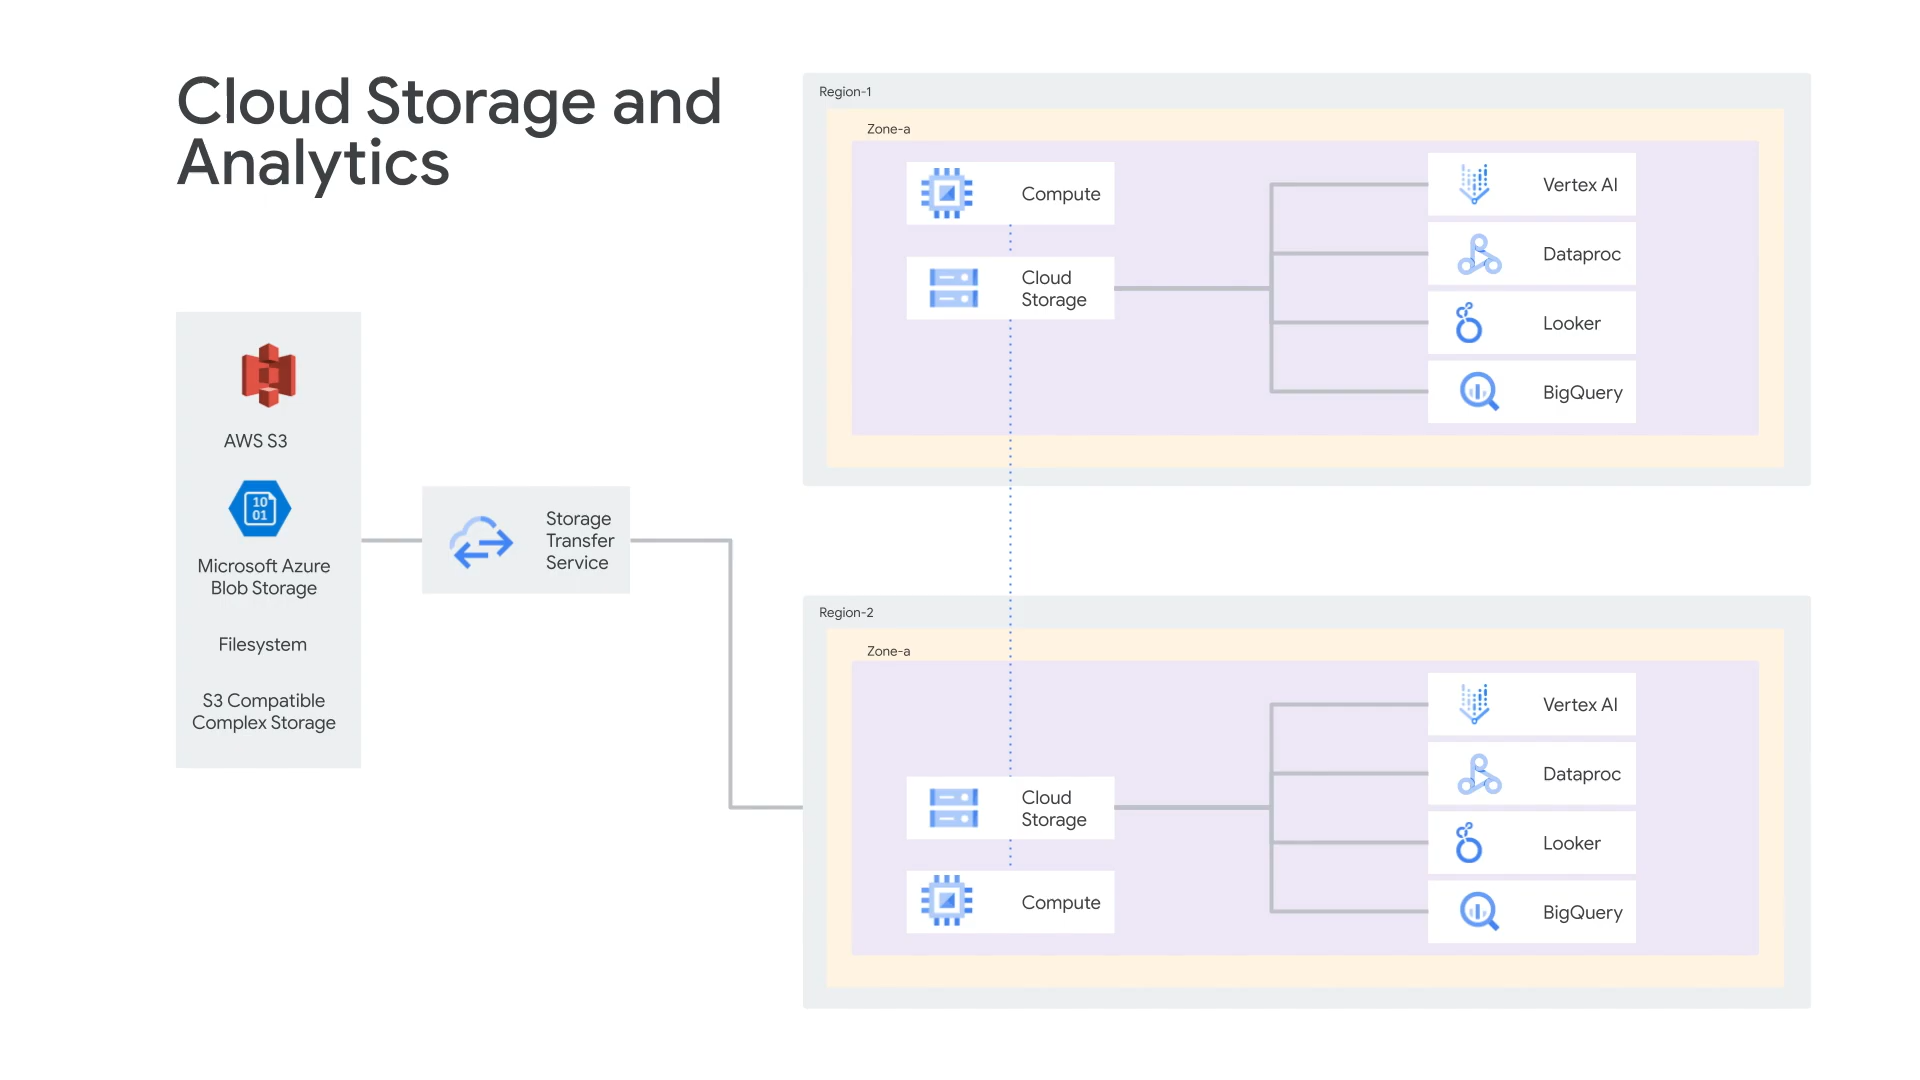 Cloud Storage and
Analytics
AWS S3
10
01
Microsoft Azure
Blob Storage
Filesystem
S3 Compatible
Complex Storage
Storage
Transfer
Service
Region-1
Zone-a
Compute
Cloud
Storage
Vertex AI
Dataproc
Looker
BigQuery
Region-2
Zone-a
Cloud
Storage
Compute
Vertex AI
Dataproc
Looker
BigQuery